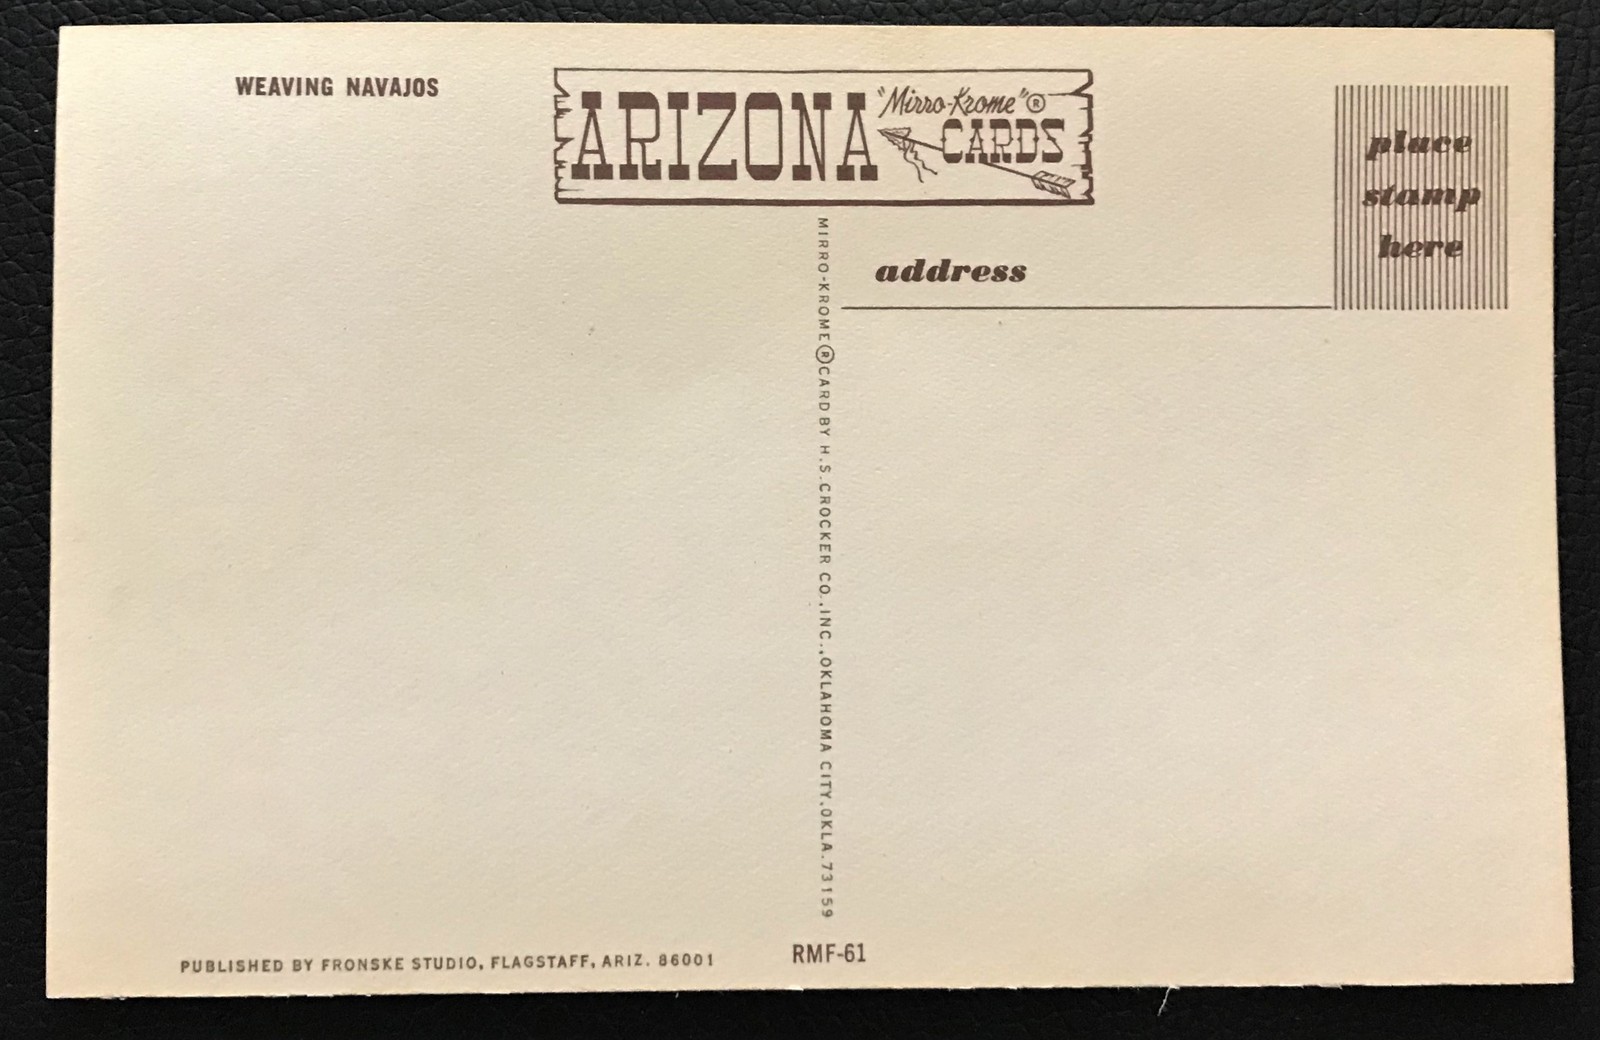 WEAVING NAVAJOS
ARIZONA "Mirro-Krome"® CARDS
place
stamp
here
address
MIRRO-KROME ® CARD BY H.S. CROCKER CO., INC., OKLAHOMA CITY, OKLA. 73159
PUBLISHED BY FRONSKE STUDIO, FLAGSTAFF, ARIZ. 86001
RMF-61